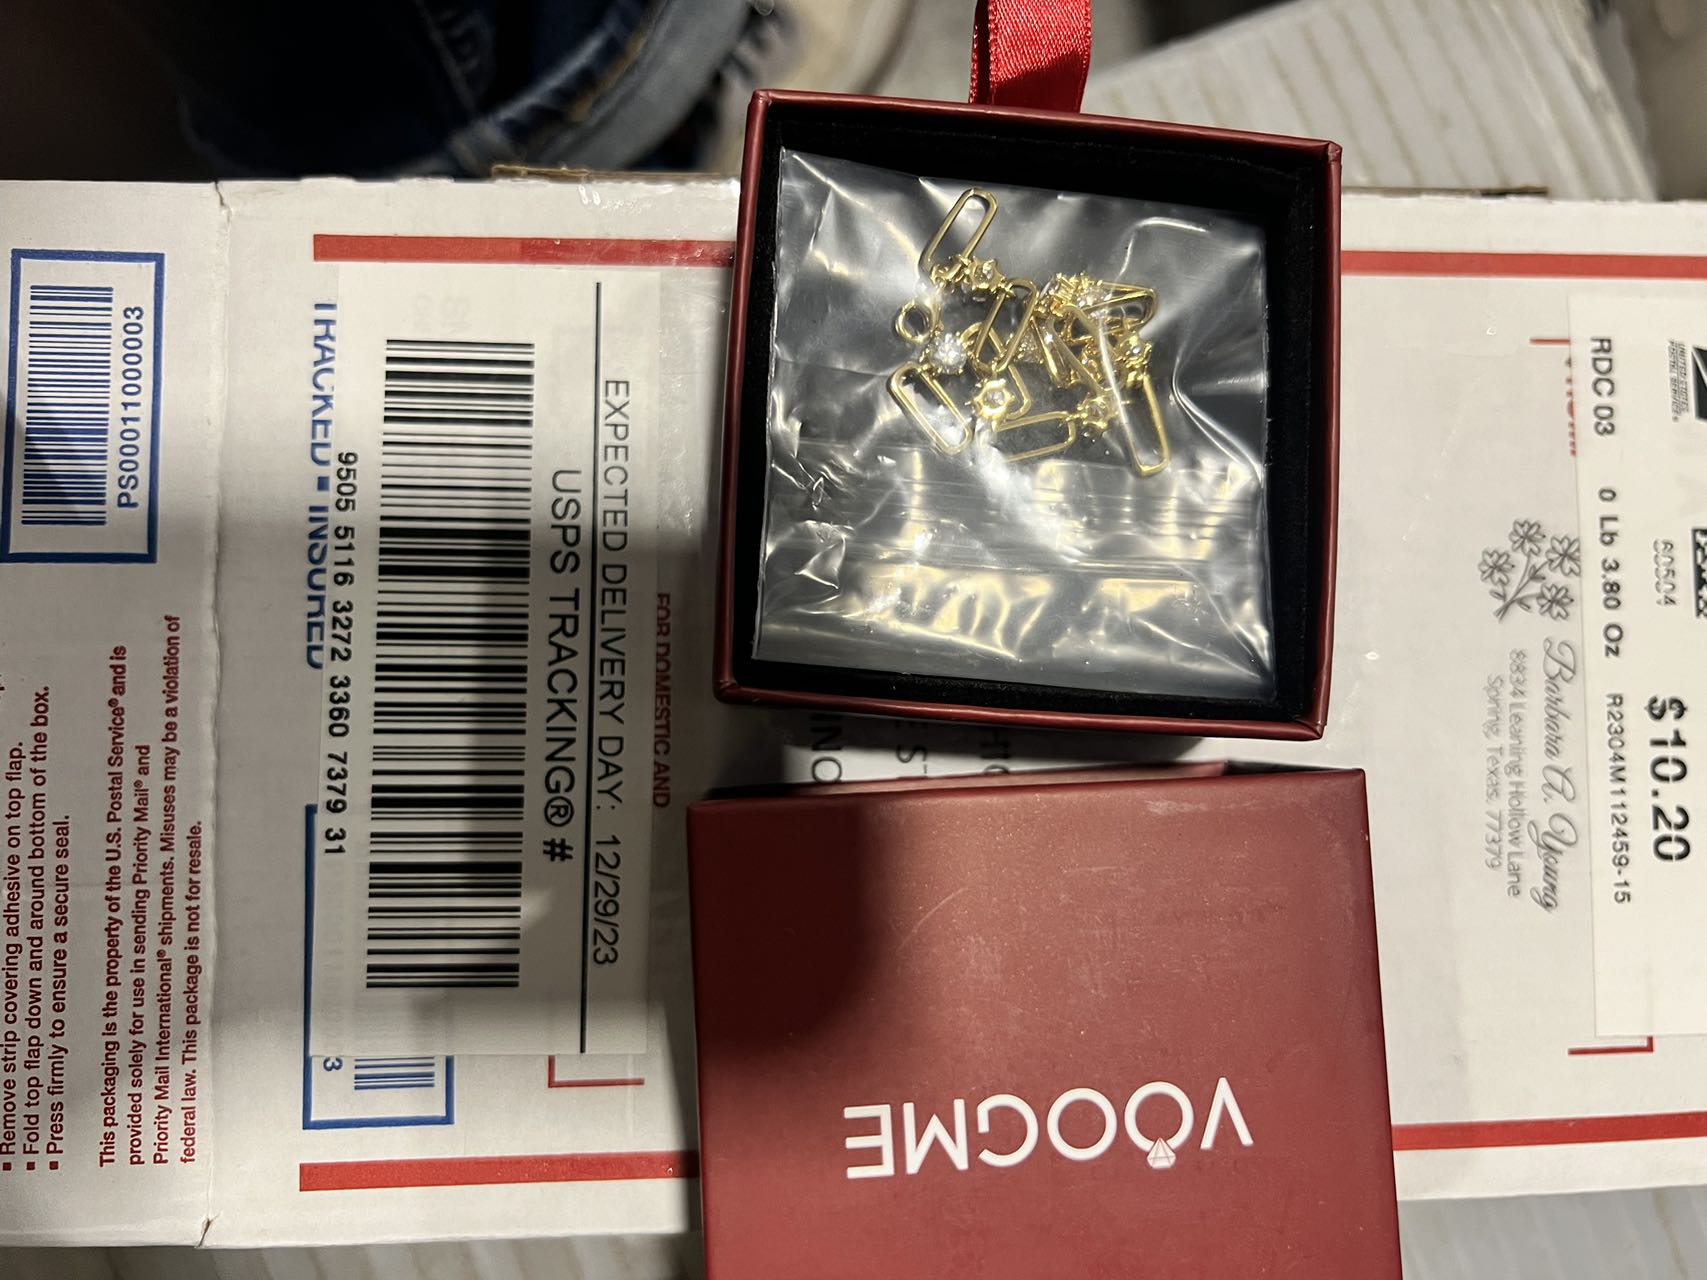 PS00011000003
Remove strip covering adhesive on top flap.
▪ Fold top flap down and around bottom of the box.
▪ Press firmly to ensure a secure seal.
This packaging is the property of the U.S. Postal Service® and is
provided solely for use in sending Priority Mail® and
Priority Mail International® shipments. Misuses may be a violation of
federal law. This package is not for resale.
TRACKED ▪ INSURED
EXPECTED DELIVERY DAY: 12/29/23
USPS TRACKING® #
9505 5116 3272 3360 7379 31
FOR DOMESTIC AND
UNITED STATES
POSTAL SERVICE®
$10.20
RDC 03 0 Lb 3.80 Oz R2304M112459-15
Barbara A. Young
8834 Leaning Hollow Lane
Spring, Texas, 77379
VOOGME